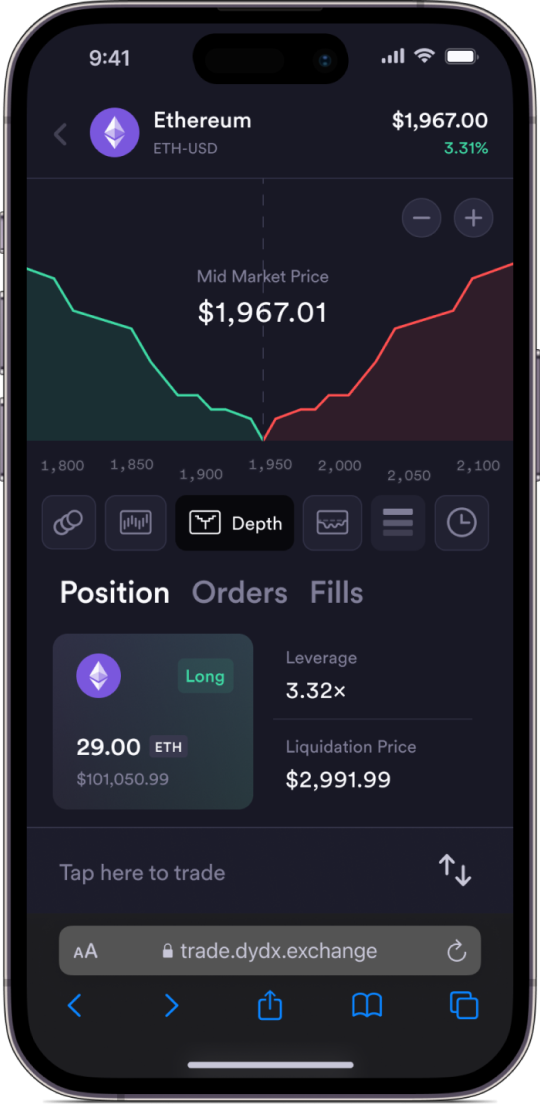 9:41
Ethereum
$1,967.00
ETH-USD
3.31%
Mid Market Price
$1,967.01
1,800 1,850 1,900 1,950 2,000 2,050 2,100
Depth
Position Orders Fills
Long
29.00 ETH
$101,050.99
Leverage
3.32×
Liquidation Price
$2,991.99
Tap here to trade
AA trade.dydx.exchange